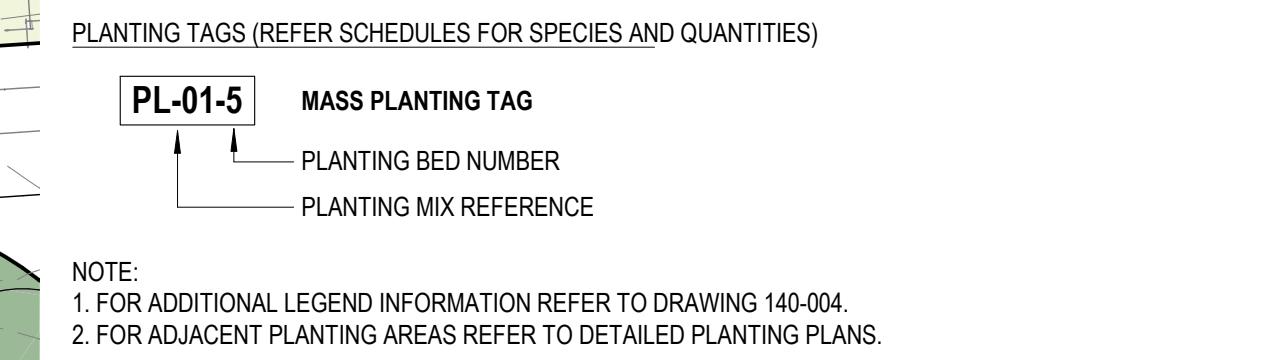 PLANTING TAGS (REFER SCHEDULES FOR SPECIES AND QUANTITIES)
PL-01-5 MASS PLANTING TAG
PLANTING BED NUMBER
PLANTING MIX REFERENCE
NOTE:
1. FOR ADDITIONAL LEGEND INFORMATION REFER TO DRAWING 140-004.
2. FOR ADJACENT PLANTING AREAS REFER TO DETAILED PLANTING PLANS.